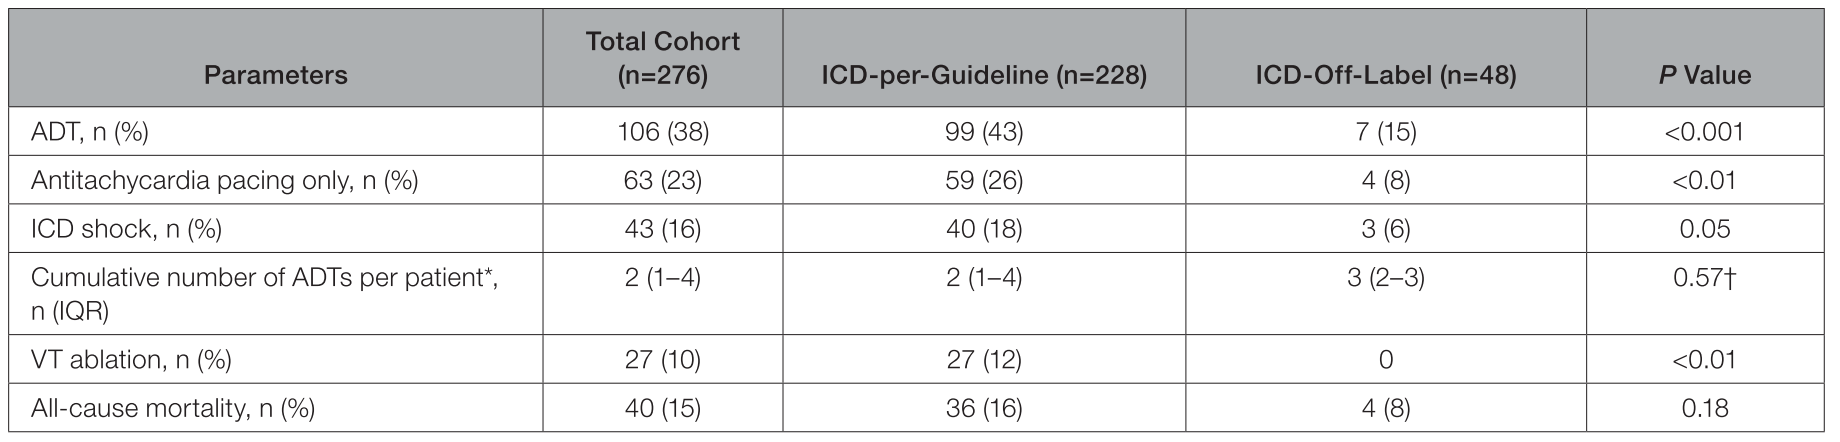 Parameters Total Cohort (n=276) ICD-per-Guideline (n=228) ICD-Off-Label (n=48) P Value
ADT, n (%) 106 (38) 99 (43) 7 (15) <0.001
Antitachycardia pacing only, n (%) 63 (23) 59 (26) 4 (8) <0.01
ICD shock, n (%) 43 (16) 40 (18) 3 (6) 0.05
Cumulative number of ADTs per patient*, n (IQR) 2 (1–4) 2 (1–4) 3 (2–3) 0.57†
VT ablation, n (%) 27 (10) 27 (12) 0 <0.01
All-cause mortality, n (%) 40 (15) 36 (16) 4 (8) 0.18